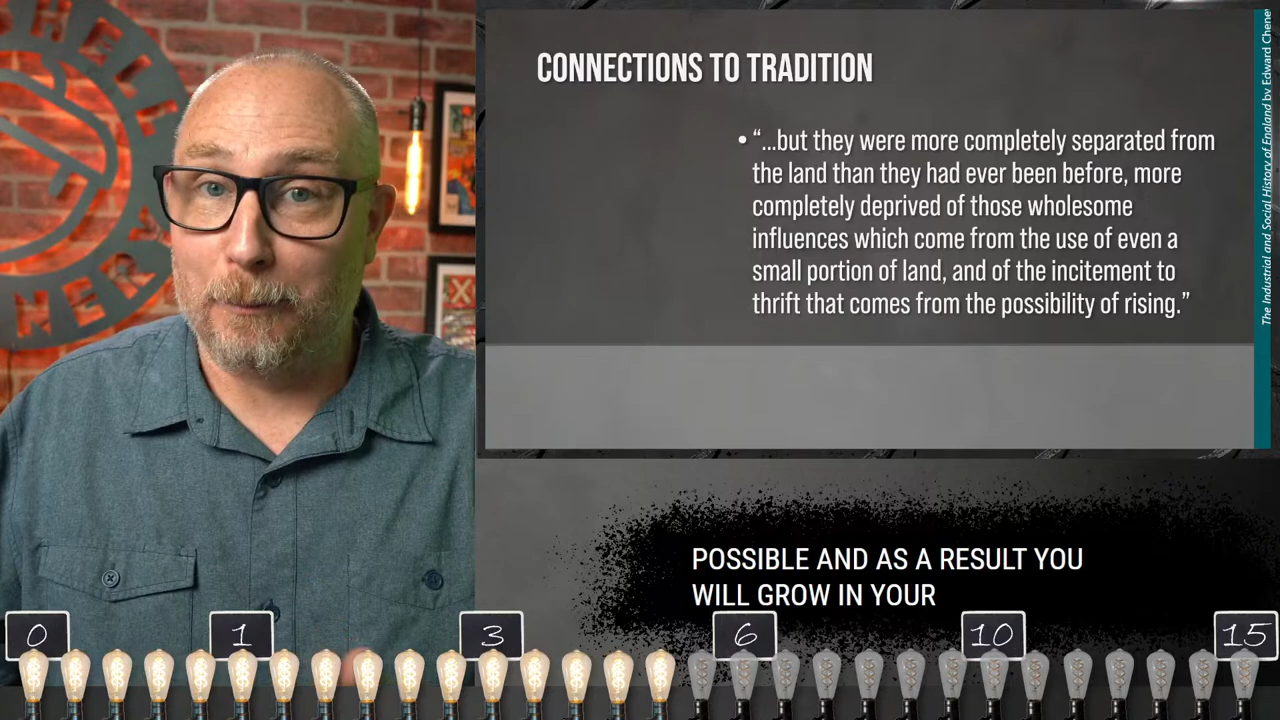 CONNECTIONS TO TRADITION
• “...but they were more completely separated from
the land than they had ever been before, more
completely deprived of those wholesome
influences which come from the use of even a
small portion of land, and of the incitement to
thrift that comes from the possibility of rising.”
The Industrial and Social History of England by Edward Cheney
POSSIBLE AND AS A RESULT YOU
WILL GROW IN YOUR
0 1 3 6 10 15